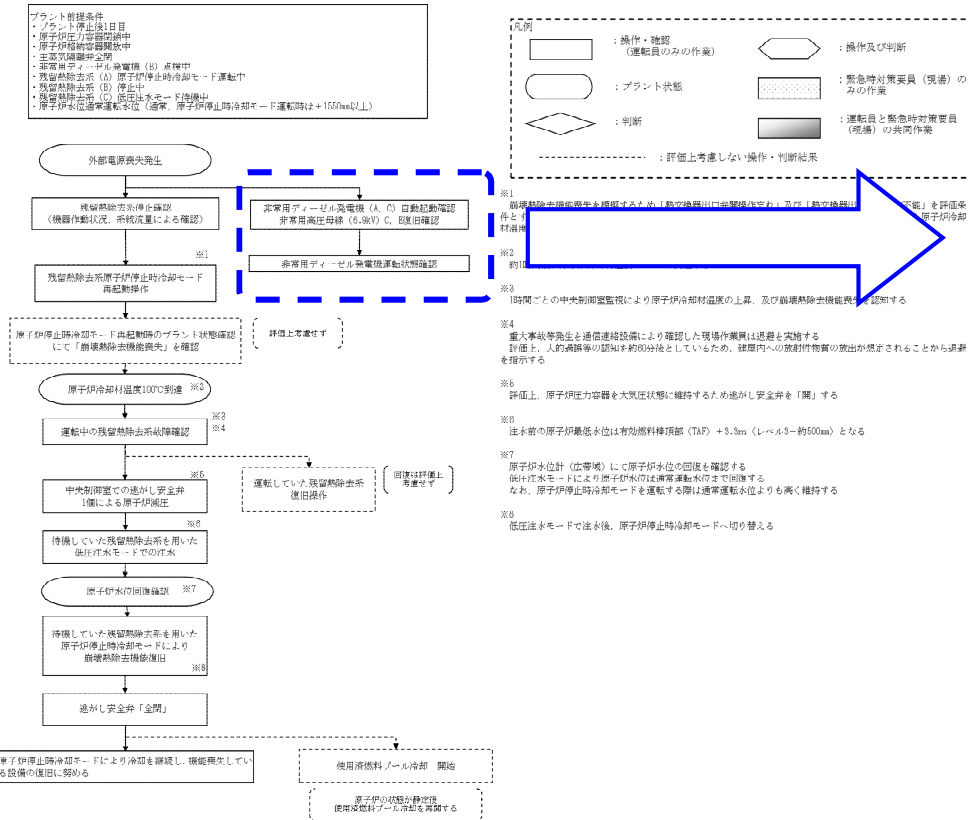 プラント前提条件
・プラント停止後1日目
・原子炉圧力容器閉鎖中
・原子炉格納容器開放中
・主蒸気隔離弁全閉
・非常用ディーゼル発電機（B）点検中
・残留熱除去系（A）原子炉停止時冷却モード運転中
・残留熱除去系（B）停止中
・残留熱除去系（C）低圧注水モード待機中
・原子炉水位通常運転水位（通常、原子炉停止時冷却モード運転時は＋1550mm以上）
凡例
：操作・確認
（運転員のみの作業）
：操作及び判断
：プラント状態
：緊急時対策要員（現場）の
みの作業
：判断
：運転員と緊急時対策要員
（現場）の共同作業
：評価上考慮しない操作・判断結果
外部電源喪失発生
残留熱除去系停止確認
（機器作動状況、系統流量による確認）
非常用ディーゼル発電機（A, C）自動起動確認
非常用高圧母線（6.9kV）C, E復旧確認
非常用ディーゼル発電機運転状態確認
※1
残留熱除去系原子炉停止時冷却モード
再起動操作
原子炉停止時冷却モード再起動時のプラント状態確認
にて「崩壊熱除去機能喪失」を確認
評価上考慮せず
原子炉冷却材温度100℃到達
※2
※3
※4
運転中の残留熱除去系故障確認
※5
中央制御室での逃がし安全弁
1個による原子炉減圧
運転していた残留熱除去系
復旧操作
回復は評価上
考慮せず
※6
待機していた残留熱除去系を用いた
低圧注水モードでの注水
原子炉水位回復確認
※7
待機していた残留熱除去系を用いた
原子炉停止時冷却モードにより
崩壊熱除去機能復旧
※8
逃がし安全弁「全閉」
原子炉停止時冷却モードにより冷却を継続し、機能喪失してい
る設備の復旧に努める
使用済燃料プール冷却　開始
原子炉の状態が静定後
使用済燃料プール冷却を再開する
※1
崩壊熱除去機能喪失を模擬するため「熱交換器出口弁開操作忘れ」及び「熱交換器出
不能」を評価条
件とす
原子炉冷却
材温度
※2
約1時
※3
1時間ごとの中央制御室監視により原子炉冷却材温度の上昇、及び崩壊熱除去機能喪失を認知する
※4
重大事故等発生を通信連絡設備により確認した現場作業員は退避を実施する
評価上、人的過誤等の認知を約60分後としているため、建屋内への放射性物質の放出が想定されることから退避
を指示する
※5
評価上、原子炉圧力容器を大気圧状態に維持するため逃がし安全弁を「開」する
※6
注水前の原子炉最低水位は有効燃料棒頂部（TAF）＋3.3m（レベル3－約500mm）となる
※7
原子炉水位計（広帯域）にて原子炉水位の回復を確認する
低圧注水モードにより原子炉水位は通常運転水位まで回復する
なお、原子炉停止時冷却モードを運転する際は通常運転水位よりも高く維持する
※8
低圧注水モードで注水後、原子炉停止時冷却モードへ切り替える